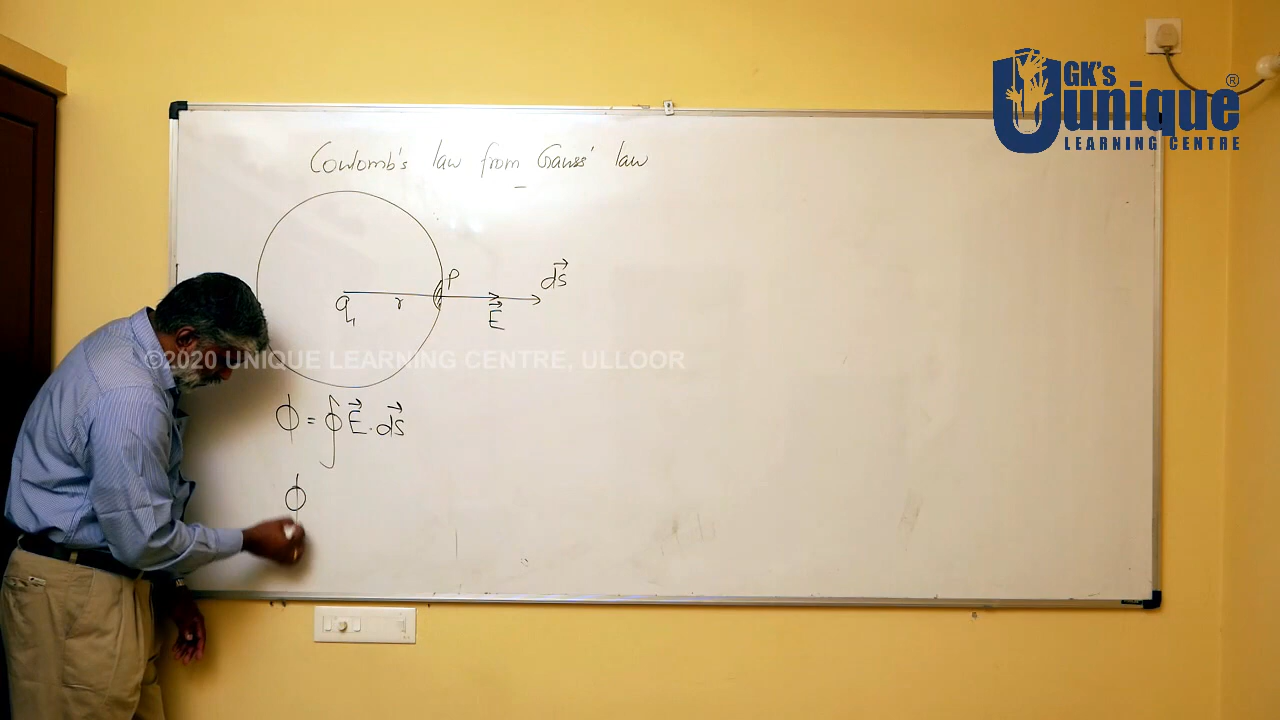 GK's
unique ®
LEARNING CENTRE
Coulomb's law from Gauss' law
P
ds⃗
q₁ r
E⃗
©2020 UNIQUE LEARNING CENTRE, ULLOOR
ϕ = ∮ E⃗ . ds⃗
ϕ